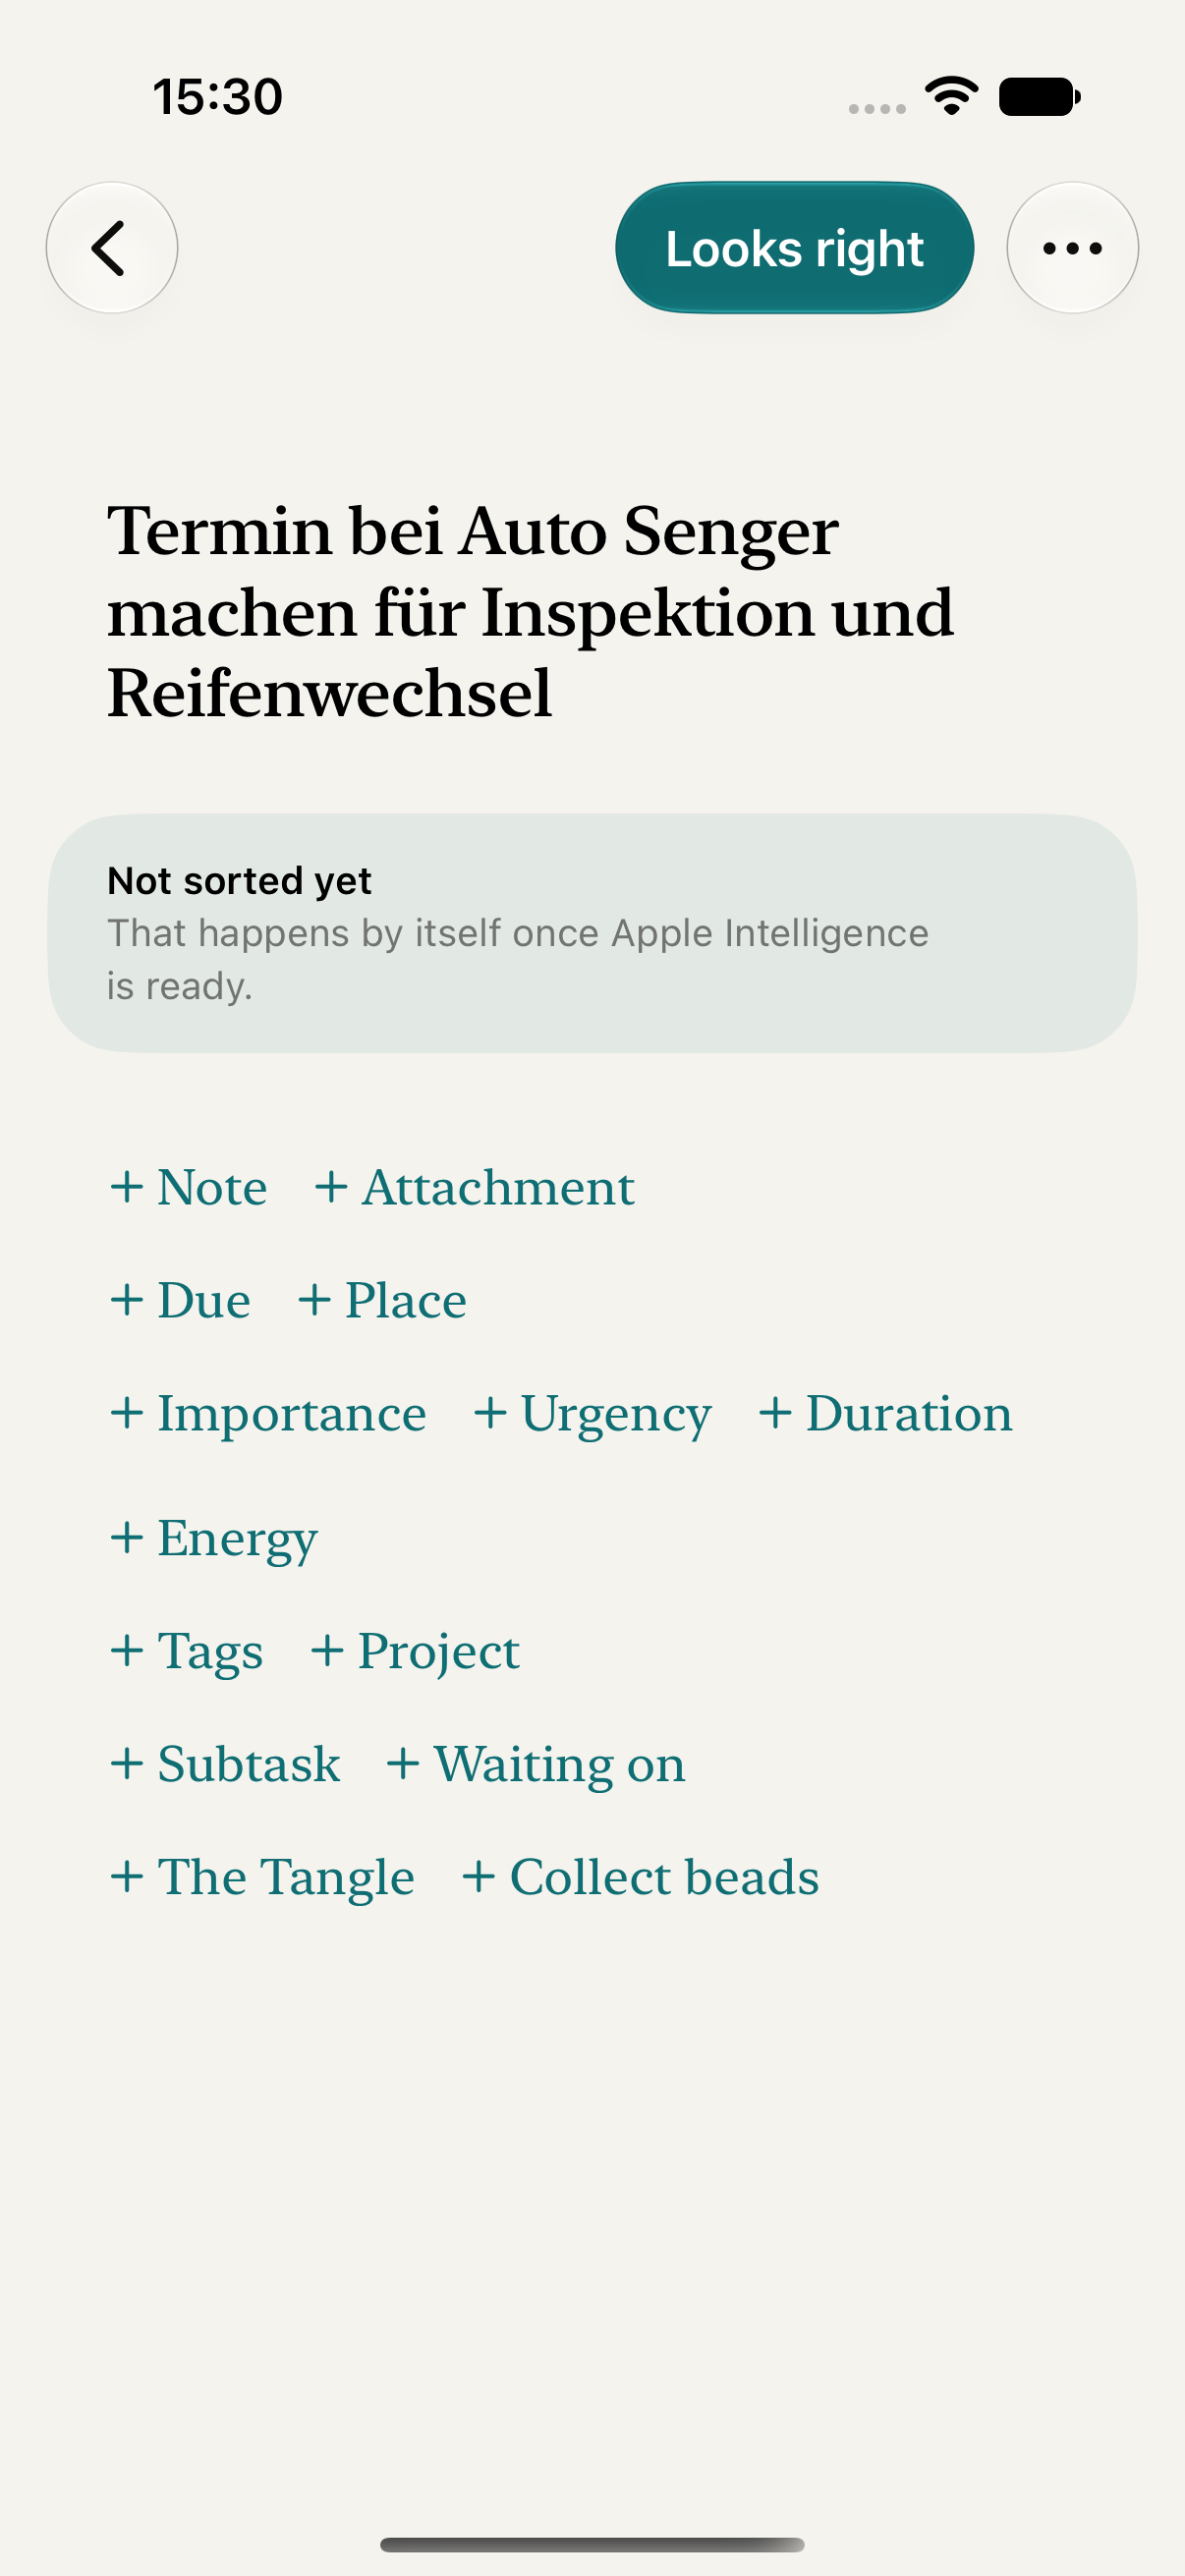 15:30
Looks right
Termin bei Auto Senger
machen für Inspektion und
Reifenwechsel
Not sorted yet
That happens by itself once Apple Intelligence
is ready.
+ Note + Attachment
+ Due + Place
+ Importance + Urgency + Duration
+ Energy
+ Tags + Project
+ Subtask + Waiting on
+ The Tangle + Collect beads